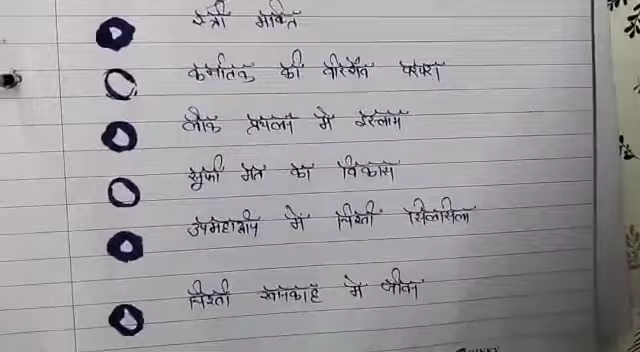 स्त्री भक्ति
कर्नाटक की वीरशैव परंपरा
लोक प्रचलन में इस्लाम
सूफी मत का विकास
उपमहाद्वीप में चिश्ती सिलसिला
चिश्ती खानकाह में जीवन